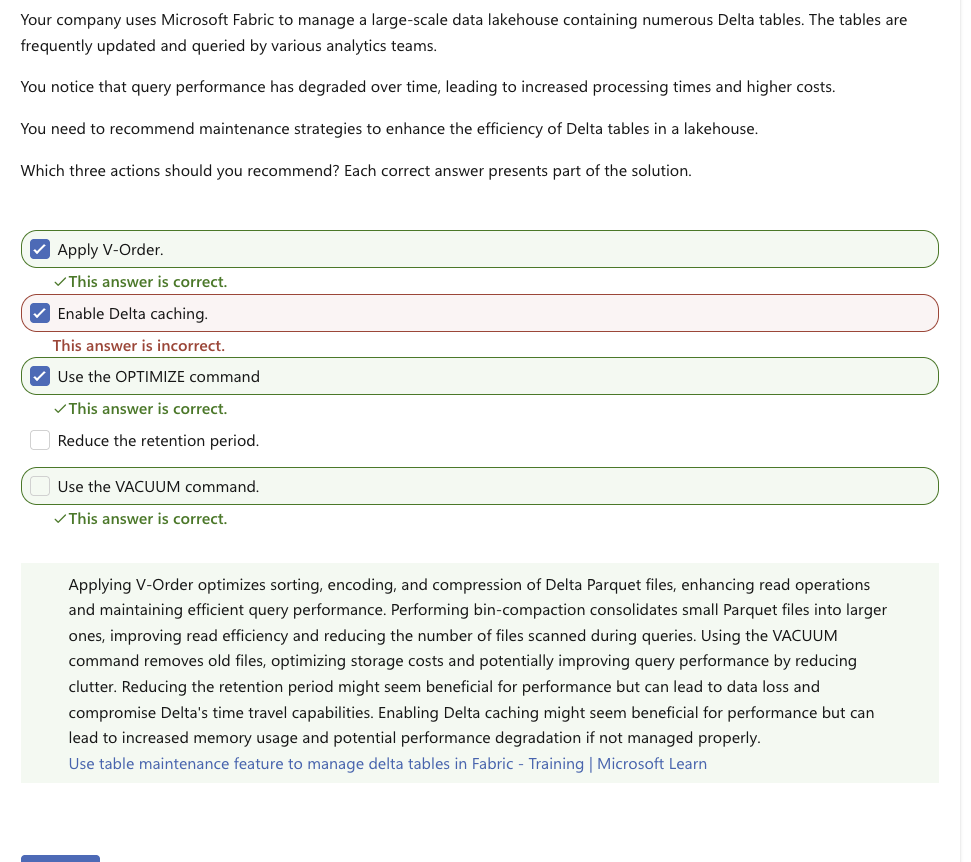 Your company uses Microsoft Fabric to manage a large-scale data lakehouse containing numerous Delta tables. The tables are
frequently updated and queried by various analytics teams.
You notice that query performance has degraded over time, leading to increased processing times and higher costs.
You need to recommend maintenance strategies to enhance the efficiency of Delta tables in a lakehouse.
Which three actions should you recommend? Each correct answer presents part of the solution.
Apply V-Order.
This answer is correct.
Enable Delta caching.
This answer is incorrect.
Use the OPTIMIZE command
This answer is correct.
Reduce the retention period.
Use the VACUUM command.
This answer is correct.
Applying V-Order optimizes sorting, encoding, and compression of Delta Parquet files, enhancing read operations
and maintaining efficient query performance. Performing bin-compaction consolidates small Parquet files into larger
ones, improving read efficiency and reducing the number of files scanned during queries. Using the VACUUM
command removes old files, optimizing storage costs and potentially improving query performance by reducing
clutter. Reducing the retention period might seem beneficial for performance but can lead to data loss and
compromise Delta's time travel capabilities. Enabling Delta caching might seem beneficial for performance but can
lead to increased memory usage and potential performance degradation if not managed properly.
Use table maintenance feature to manage delta tables in Fabric - Training | Microsoft Learn